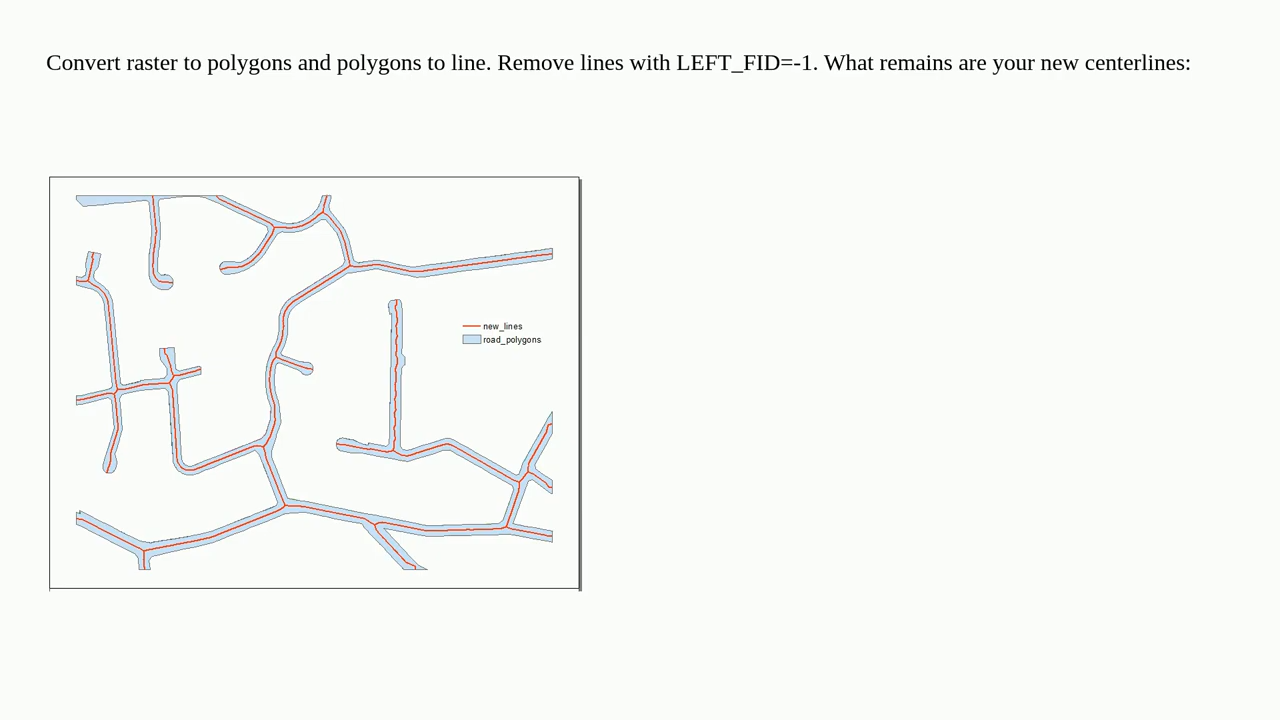 Convert raster to polygons and polygons to line. Remove lines with LEFT_FID=-1. What remains are your new centerlines:
new_lines
road_polygons